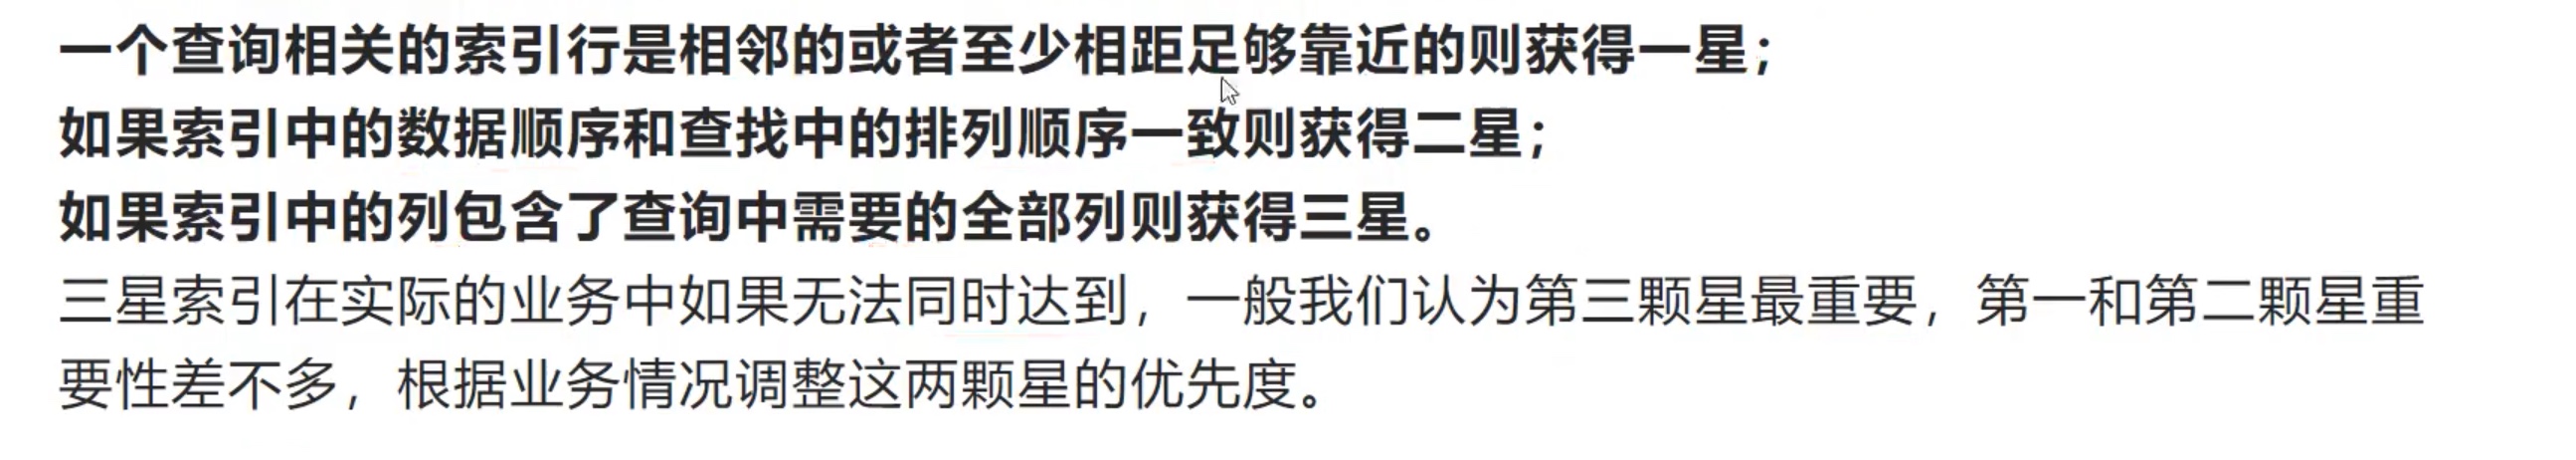 一个查询相关的索引行是相邻的或者至少相距足够靠近的则获得一星；
如果索引中的数据顺序和查找中的排列顺序一致则获得二星；
如果索引中的列包含了查询中需要的全部列则获得三星。
三星索引在实际的业务中如果无法同时达到，一般我们认为第三颗星最重要，第一和第二颗星重
要性差不多，根据业务情况调整这两颗星的优先度。